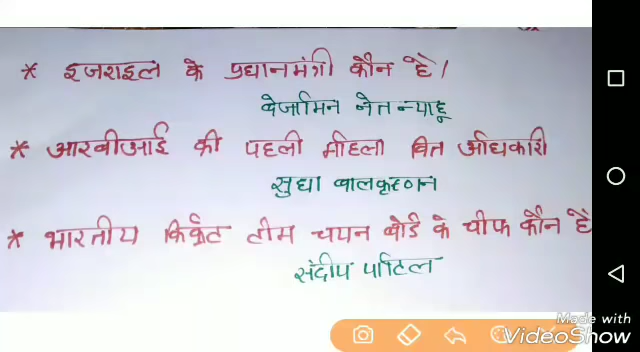 * इजराइल के प्रधानमंत्री कौन है।
बेजामिन नेतन्याहू
* आरबीआई की पहली महिला वित अधिकारी
सुधा बालकृष्णन
* भारतीय क्रिकेट टीम चयन बोर्ड के चीफ कौन है
संदीप पाटिल
Made with
VideoShow